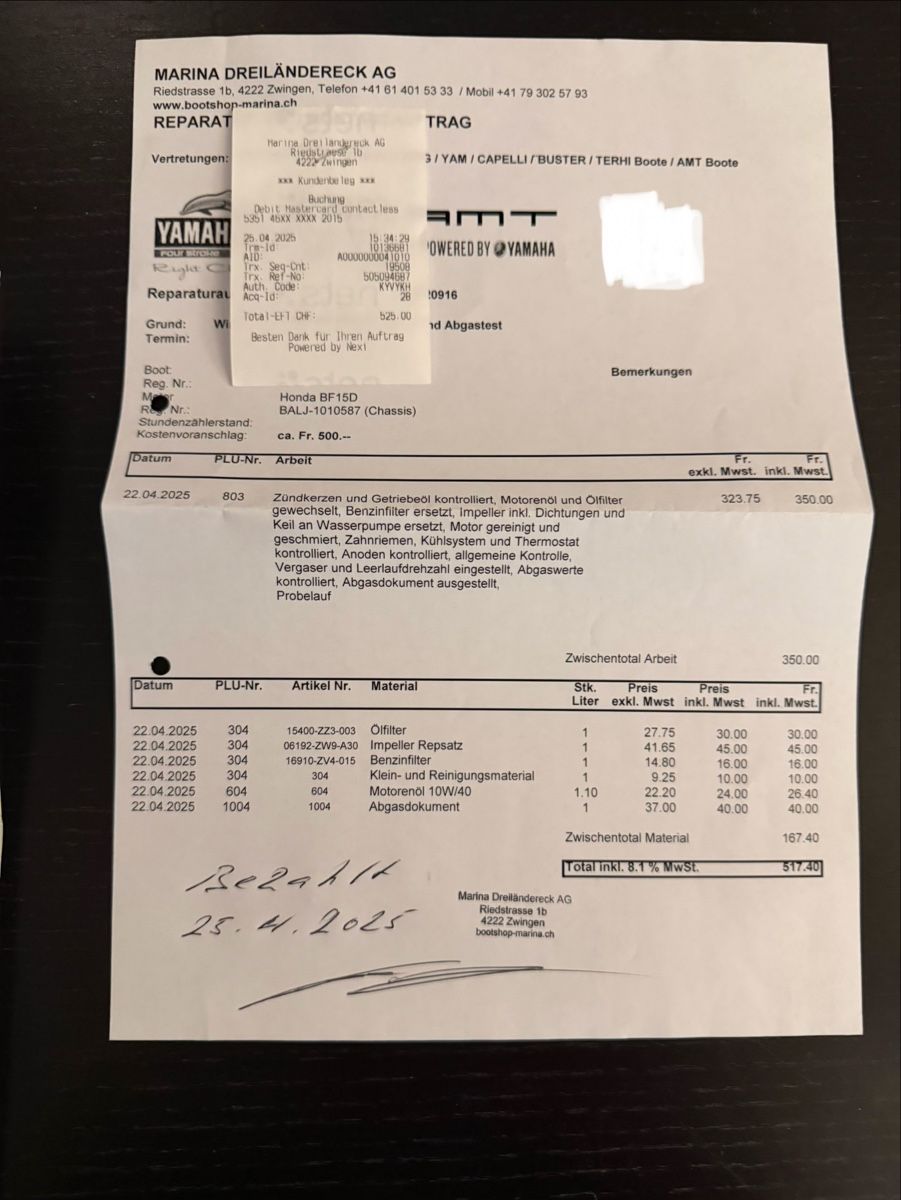 MARINA DREILÄNDERECK AG
Riedstrasse 1b, 4222 Zwingen, Telefon +41 61 401 53 33 / Mobil +41 79 302 57 93
www.bootshop-marina.ch
REPARAT TRAG
Vertretungen: / YAM / CAPELLI / BUSTER / TERHI Boote / AMT Boote
Marina Dreiländereck AG
Riedstrasse 1b
4222 Zwingen
*** Kundenbeleg ***
Buchung
Debit Mastercard contactless
5351 46XX XXXX 2015
25.04.2025 15:34:29
Trm-Id: 10136681
AID: A0000000041010
Trx. Seq-Cnt: 19508
Trx. Ref-No: 505094687
Auth. Code: KYVYKH
Acq-Id: 28
Total-EFT CHF: 525.00
Besten Dank für Ihren Auftrag
Powered by Nexi
YAMAH
FOUR STROKE
Right C
AMT
POWERED BY YAMAHA
Reparaturau 20916
Grund: Wi nd Abgastest
Termin:
Boot: Bemerkungen
Reg. Nr.:
Motor Honda BF15D
Reg. Nr.: BALJ-1010587 (Chassis)
Stundenzählerstand:
Kostenvoranschlag: ca. Fr. 500.--
Datum PLU-Nr. Arbeit Fr. exkl. Mwst. Fr. inkl. Mwst.
22.04.2025 803 Zündkerzen und Getriebeöl kontrolliert, Motorenöl und Ölfilter 323.75 350.00
gewechselt, Benzinfilter ersetzt, Impeller inkl. Dichtungen und
Keil an Wasserpumpe ersetzt, Motor gereinigt und
geschmiert, Zahnriemen, Kühlsystem und Thermostat
kontrolliert, Anoden kontrolliert, allgemeine Kontrolle,
Vergaser und Leerlaufdrehzahl eingestellt, Abgaswerte
kontrolliert, Abgasdokument ausgestellt,
Probelauf
Zwischentotal Arbeit 350.00
Datum PLU-Nr. Artikel Nr. Material Stk. Liter Preis exkl. Mwst Preis inkl. Mwst Fr. inkl. Mwst.
22.04.2025 304 15400-ZZ3-003 Ölfilter 1 27.75 30.00 30.00
22.04.2025 304 06192-ZW9-A30 Impeller Repsatz 1 41.65 45.00 45.00
22.04.2025 304 16910-ZV4-015 Benzinfilter 1 14.80 16.00 16.00
22.04.2025 304 304 Klein- und Reinigungsmaterial 1 9.25 10.00 10.00
22.04.2025 604 604 Motorenöl 10W/40 1.10 22.20 24.00 26.40
22.04.2025 1004 1004 Abgasdokument 1 37.00 40.00 40.00
Zwischentotal Material 167.40
Total inkl. 8.1 % MwSt. 517.40
Bezahlt
25.4.2025
Marina Dreiländereck AG
Riedstrasse 1b
4222 Zwingen
bootshop-marina.ch